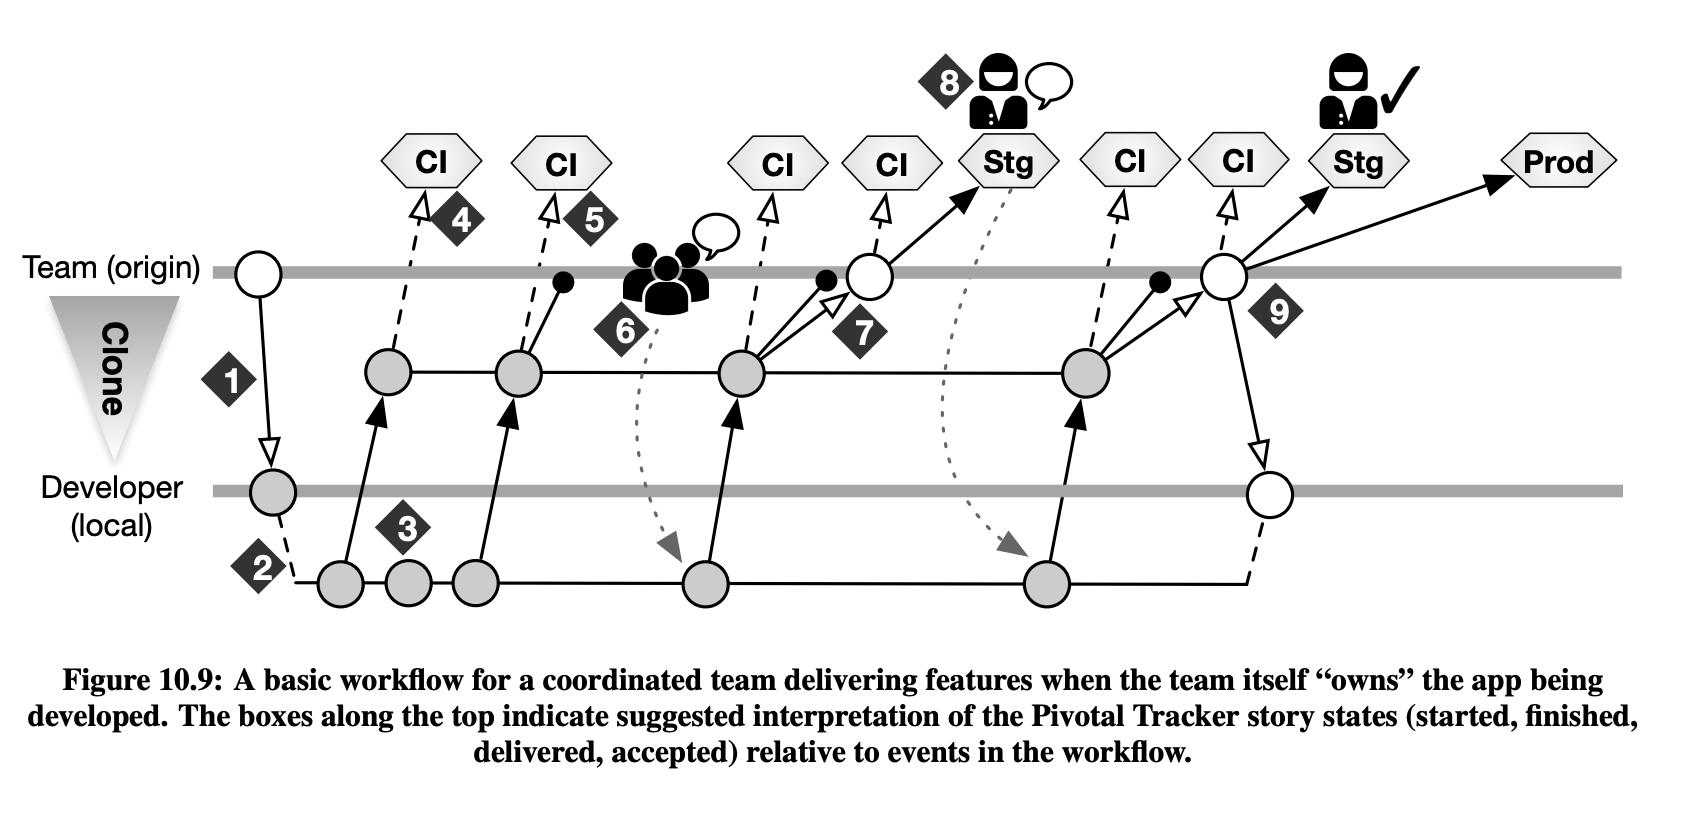 8
CI
CI
CI
CI
Stg
CI
CI
Stg
Prod
4
5
Team (origin)
6
7
9
Clone
1
Developer
(local)
3
2
Figure 10.9: A basic workflow for a coordinated team delivering features when the team itself “owns” the app being
developed. The boxes along the top indicate suggested interpretation of the Pivotal Tracker story states (started, finished,
delivered, accepted) relative to events in the workflow.